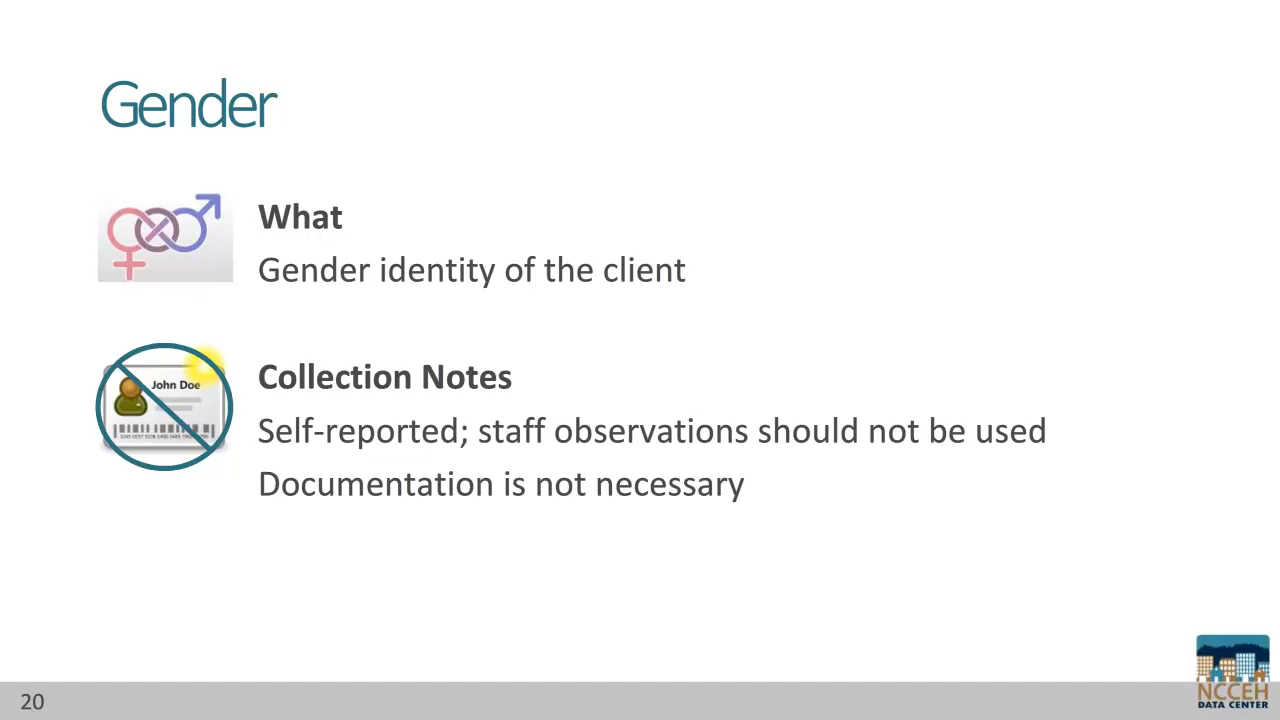 Gender
What
Gender identity of the client
John Doe
Collection Notes
Self-reported; staff observations should not be used
Documentation is not necessary
NCCEH
DATA CENTER
20